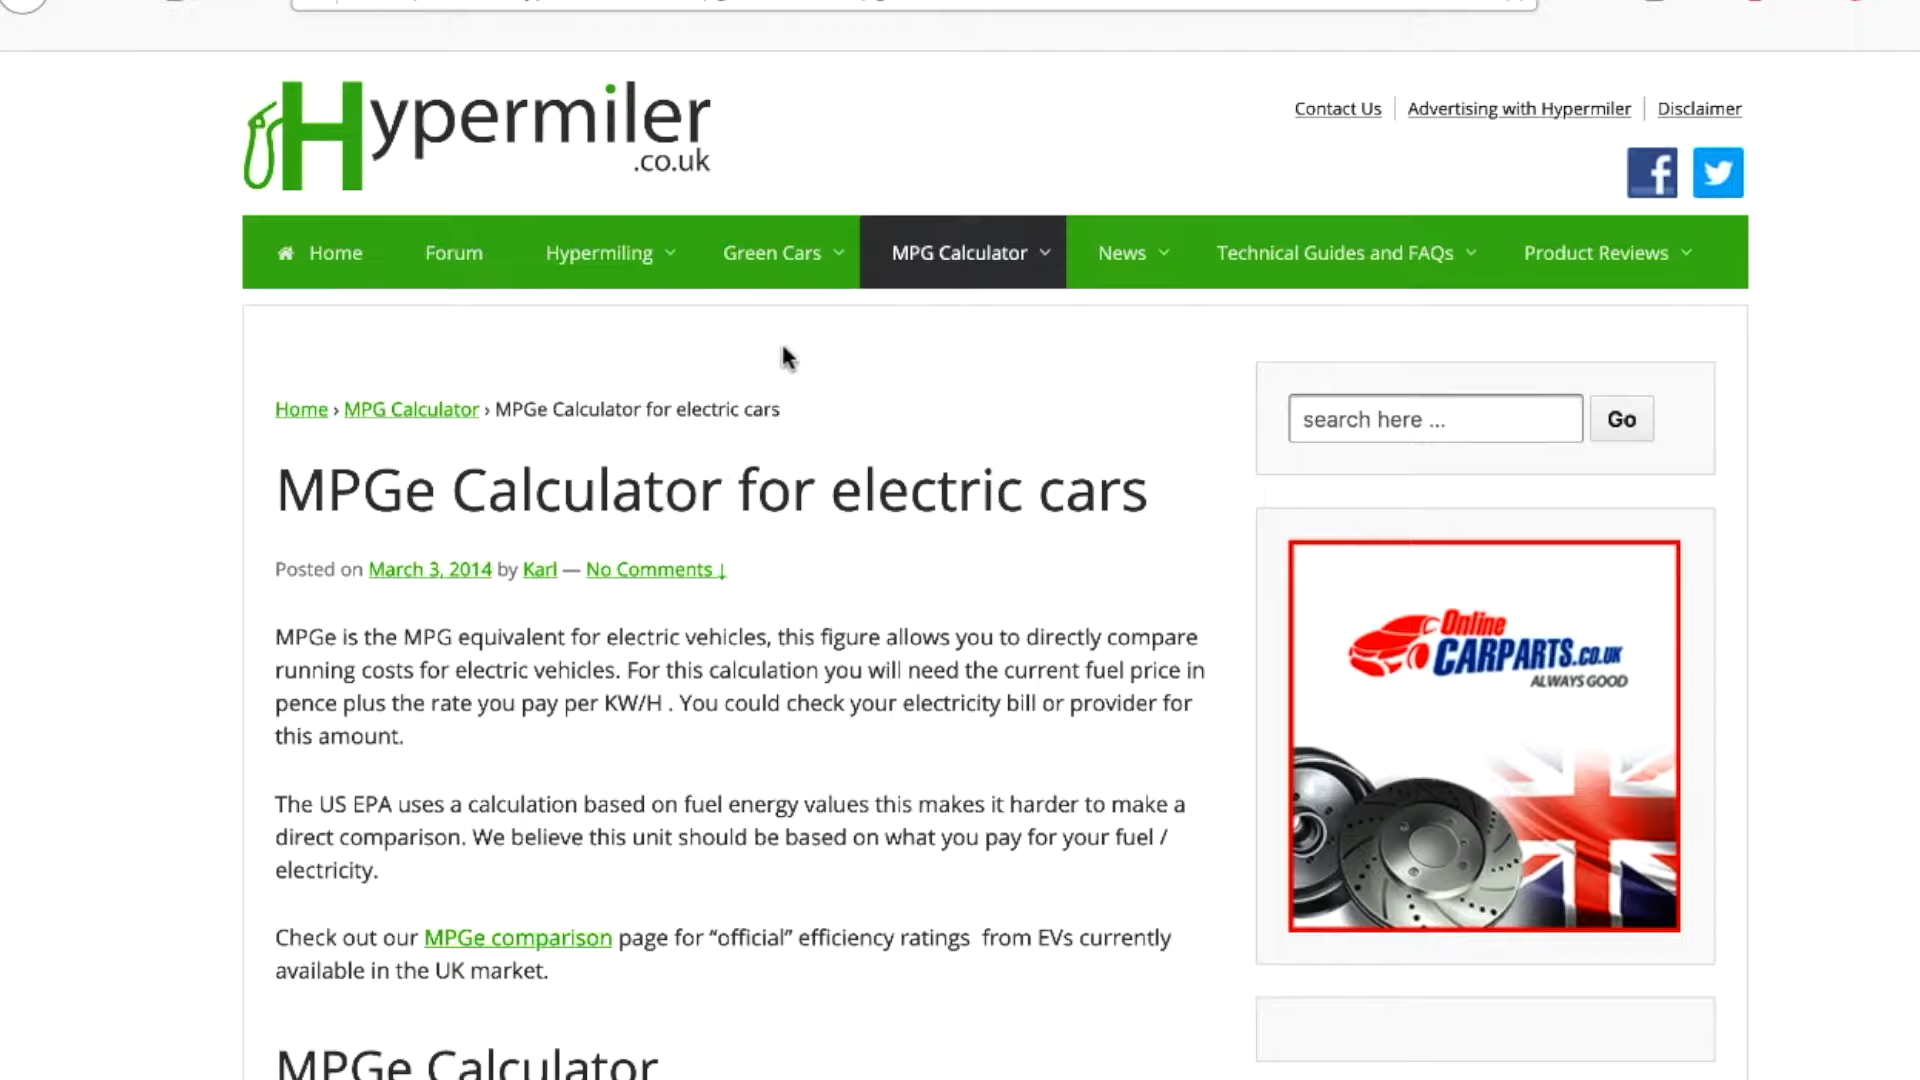 Hypermiler
.co.uk
Contact Us
Advertising with Hypermiler
Disclaimer
Home
Forum
Hypermiling
Green Cars
MPG Calculator
News
Technical Guides and FAQs
Product Reviews
Home › MPG Calculator › MPGe Calculator for electric cars
MPGe Calculator for electric cars
Posted on March 3, 2014 by Karl — No Comments ↓
MPGe is the MPG equivalent for electric vehicles, this figure allows you to directly compare
running costs for electric vehicles. For this calculation you will need the current fuel price in
pence plus the rate you pay per KW/H . You could check your electricity bill or provider for
this amount.
The US EPA uses a calculation based on fuel energy values this makes it harder to make a
direct comparison. We believe this unit should be based on what you pay for your fuel /
electricity.
Check out our MPGe comparison page for “official” efficiency ratings  from EVs currently
available in the UK market.
MPGe Calculator
search here ...
Go
Online
CARPARTS.co.uk
ALWAYS GOOD